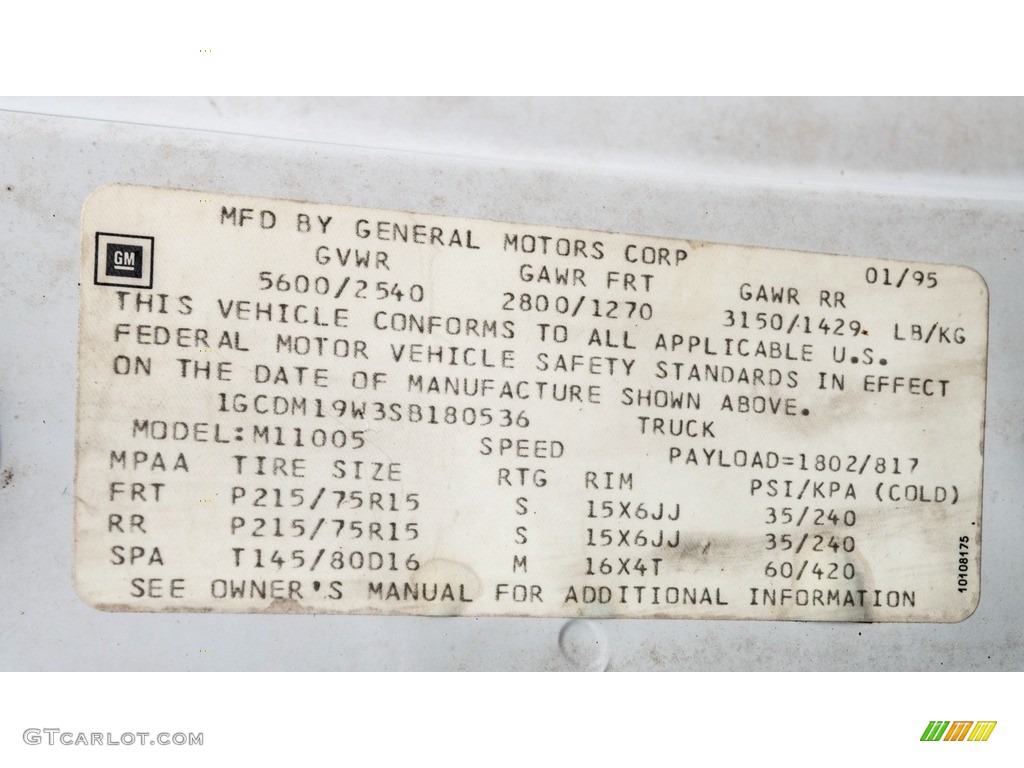 MFD BY GENERAL MOTORS CORP 01/95
GM
GVWR GAWR FRT GAWR RR
5600/2540 2800/1270 3150/1429. LB/KG
THIS VEHICLE CONFORMS TO ALL APPLICABLE U.S.
FEDERAL MOTOR VEHICLE SAFETY STANDARDS IN EFFECT
ON THE DATE OF MANUFACTURE SHOWN ABOVE.
1GCDM19W3SB180536 TRUCK
MODEL:M11005 SPEED PAYLOAD=1802/817
MPAA TIRE SIZE RTG RIM PSI/KPA (COLD)
FRT P215/75R15 S 15X6JJ 35/240
RR P215/75R15 S 15X6JJ 35/240
SPA T145/80D16 M 16X4T 60/420
SEE OWNER'S MANUAL FOR ADDITIONAL INFORMATION
10108175
GTCARLOT.COM